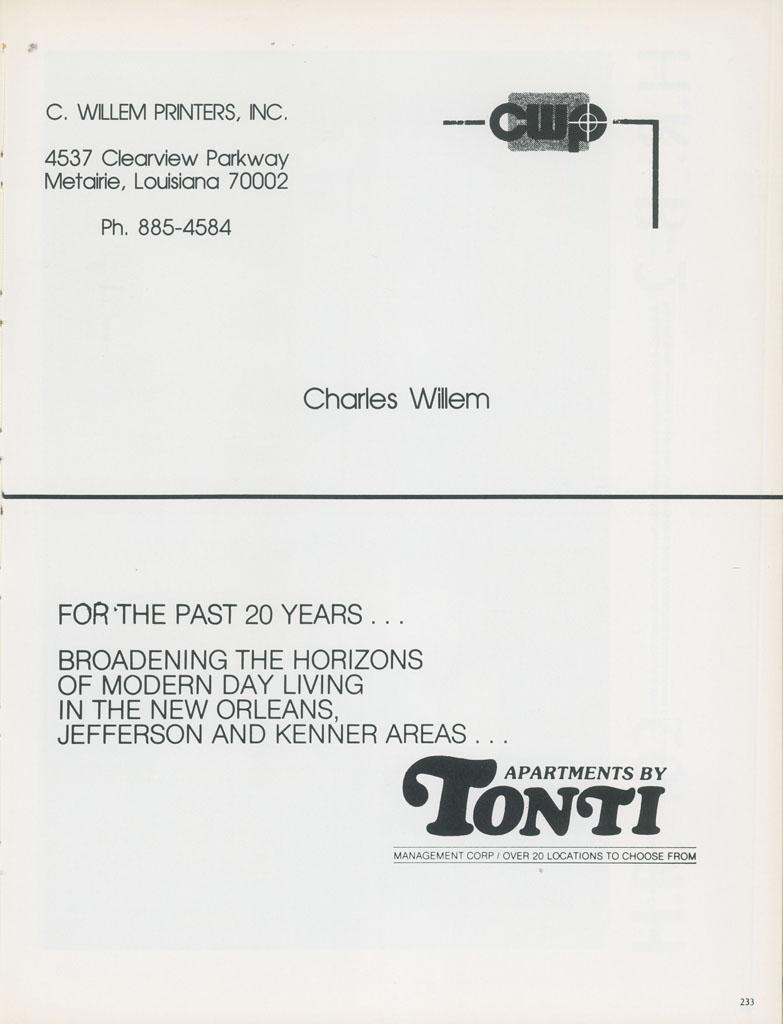 C. WILLEM PRINTERS, INC.
cwp
4537 Clearview Parkway
Metairie, Louisiana 70002
Ph. 885-4584
Charles Willem
FOR THE PAST 20 YEARS . . .
BROADENING THE HORIZONS
OF MODERN DAY LIVING
IN THE NEW ORLEANS,
JEFFERSON AND KENNER AREAS . . .
APARTMENTS BY
TONTI
MANAGEMENT CORP / OVER 20 LOCATIONS TO CHOOSE FROM
233